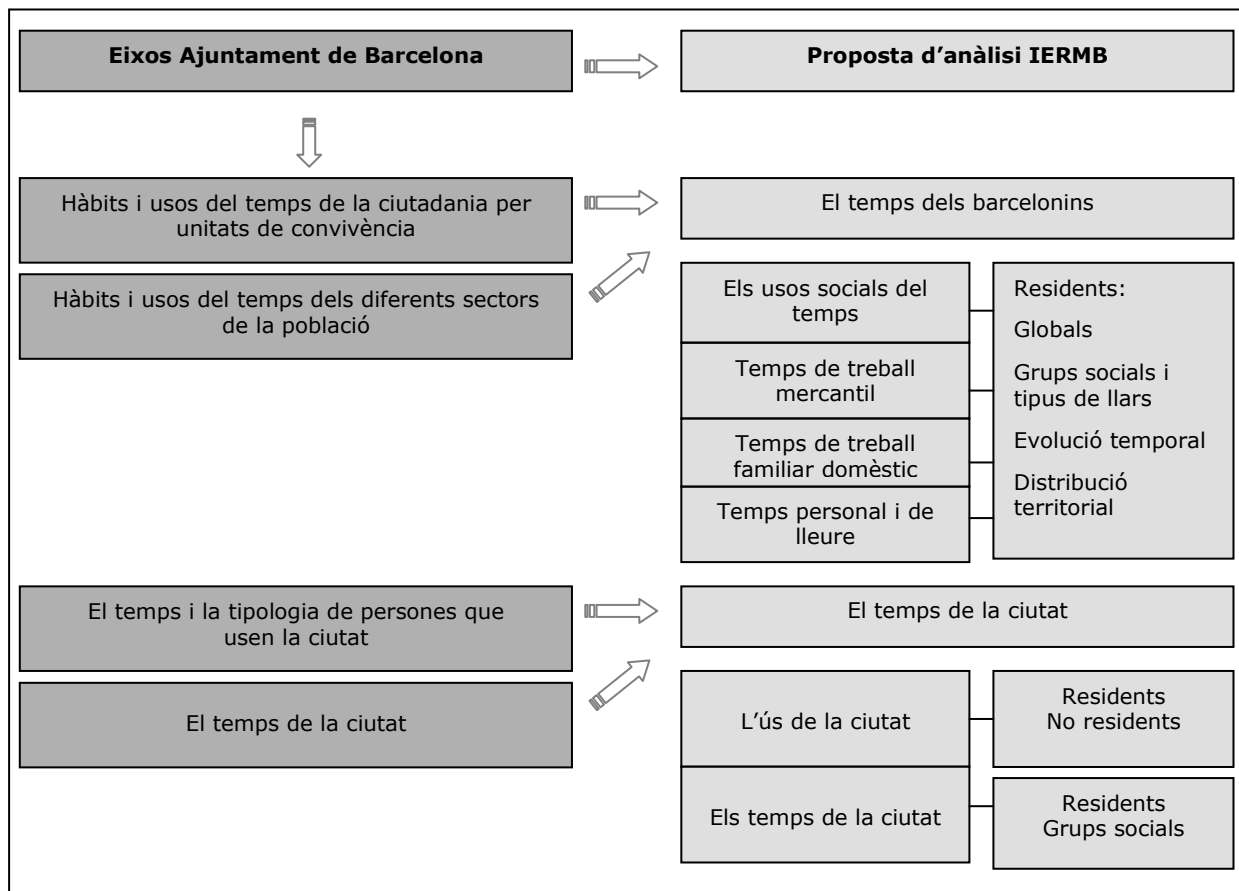 Eixos Ajuntament de Barcelona
Proposta d’anàlisi IERMB
Hàbits i usos del temps de la ciutadania per
unitats de convivència
El temps dels barcelonins
Hàbits i usos del temps dels diferents sectors
de la població
Els usos socials del
temps
Temps de treball
mercantil
Temps de treball
familiar domèstic
Temps personal i de
lleure
Residents:
Globals
Grups socials i
tipus de llars
Evolució temporal
Distribució
territorial
El temps i la tipologia de persones que
usen la ciutat
El temps de la ciutat
El temps de la ciutat
L’ús de la ciutat
Residents
No residents
Els temps de la ciutat
Residents
Grups socials